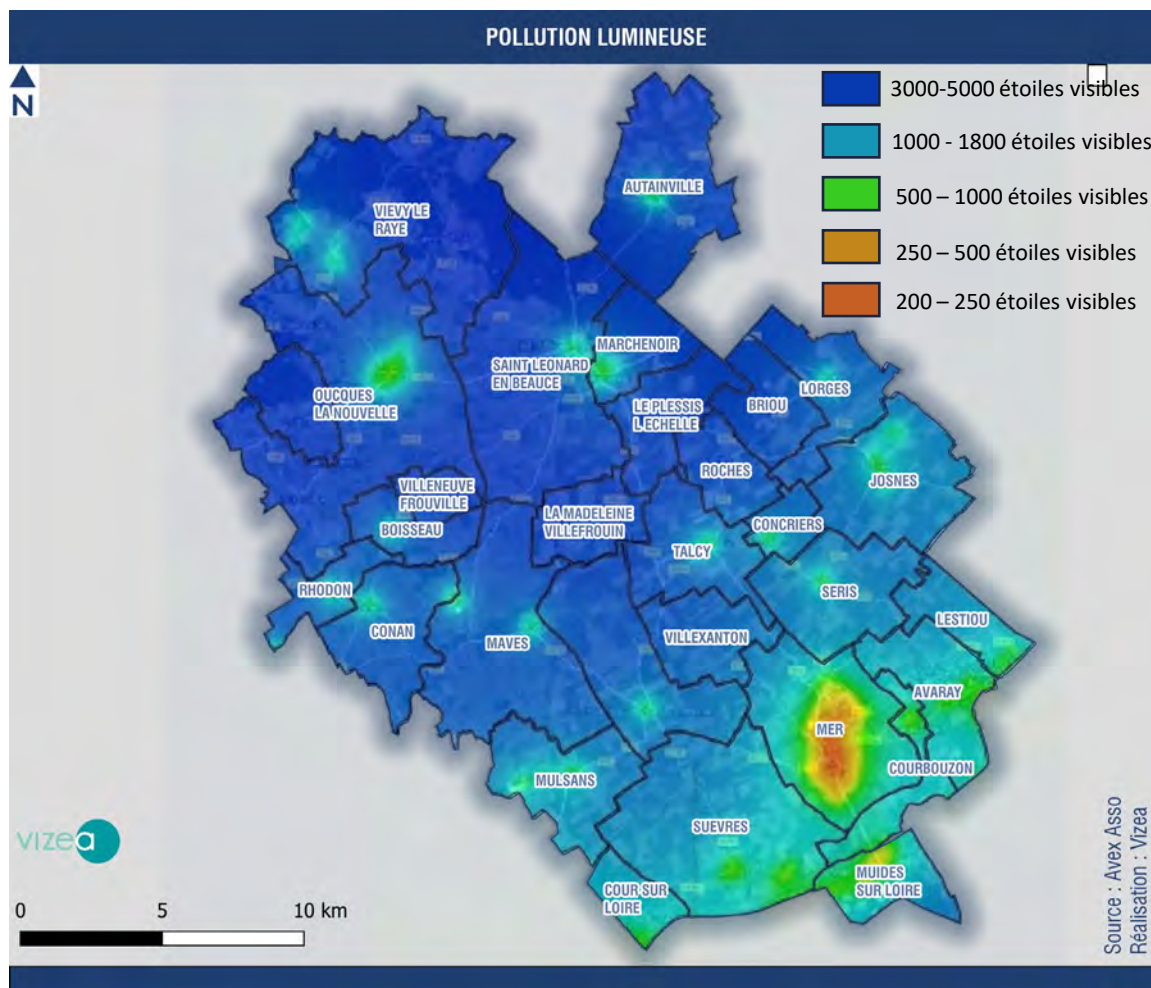 POLLUTION LUMINEUSE
N
3000-5000 étoiles visibles
1000 - 1800 étoiles visibles
500 – 1000 étoiles visibles
250 – 500 étoiles visibles
200 – 250 étoiles visibles
AUTAINVILLE
VIEVY LE
RAYE
MARCHENOIR
SAINT LEONARD
EN BEAUCE
LORGES
OUCQUES
LA NOUVELLE
LE PLESSIS
L ECHELLE
BRIOU
ROCHES
JOSNES
VILLENEUVE
FROUVILLE
BOISSEAU
LA MADELEINE
VILLEFROUIN
CONCRIERS
TALCY
RHODON
SERIS
CONAN
MAVES
VILLEXANTON
LESTIOU
AVARAY
MER
COURBOUZON
MULSANS
SUEVRES
MUIDES
SUR LOIRE
COUR SUR
LOIRE
vizea
0 5 10 km
Source : Avex Asso
Réalisation : Vizea